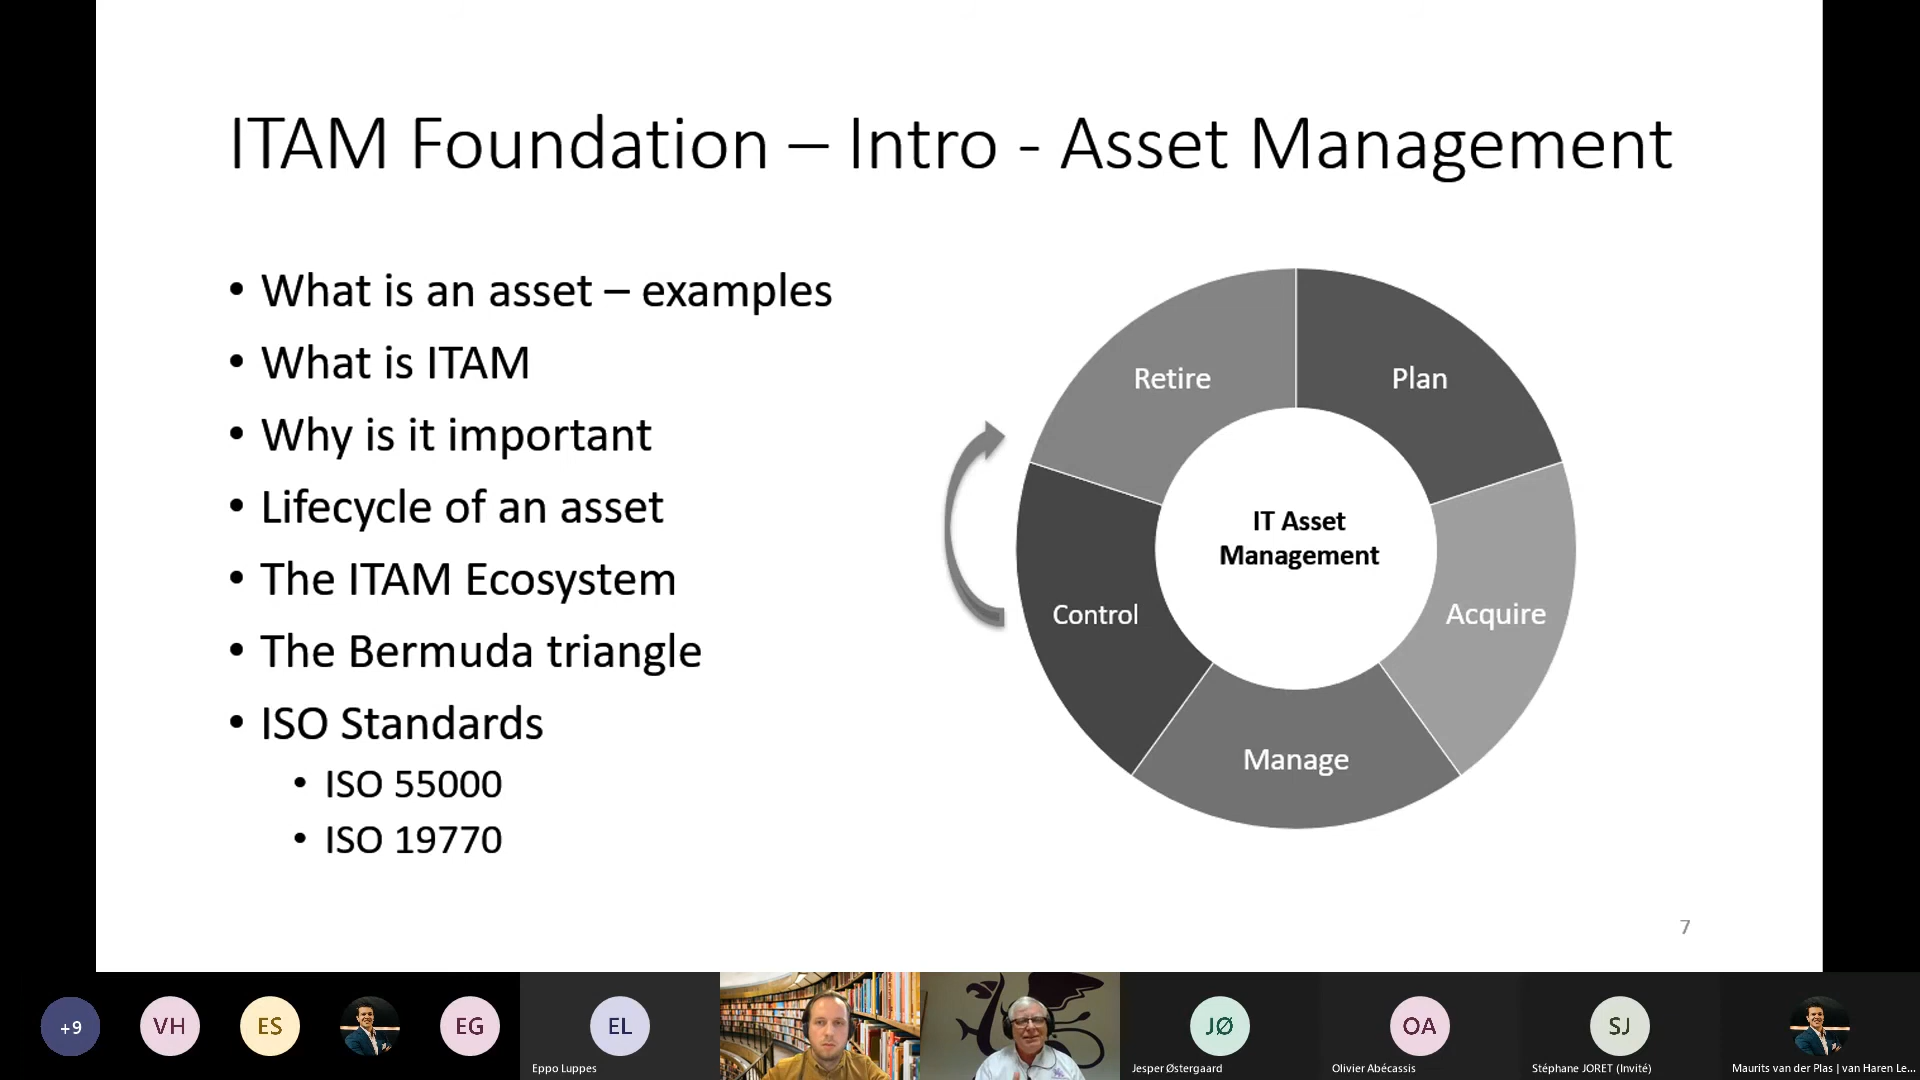 ITAM Foundation – Intro - Asset Management
• What is an asset – examples
• What is ITAM
• Why is it important
• Lifecycle of an asset
• The ITAM Ecosystem
• The Bermuda triangle
• ISO Standards
• ISO 55000
• ISO 19770
Retire
Plan
IT Asset
Management
Control
Acquire
Manage
7
+9
VH
ES
EG
EL
Eppo Luppes
JØ
Jesper Østergaard
OA
Olivier Abécassis
SJ
Stéphane JORET (Invité)
Maurits van der Plas | van Haren Le...